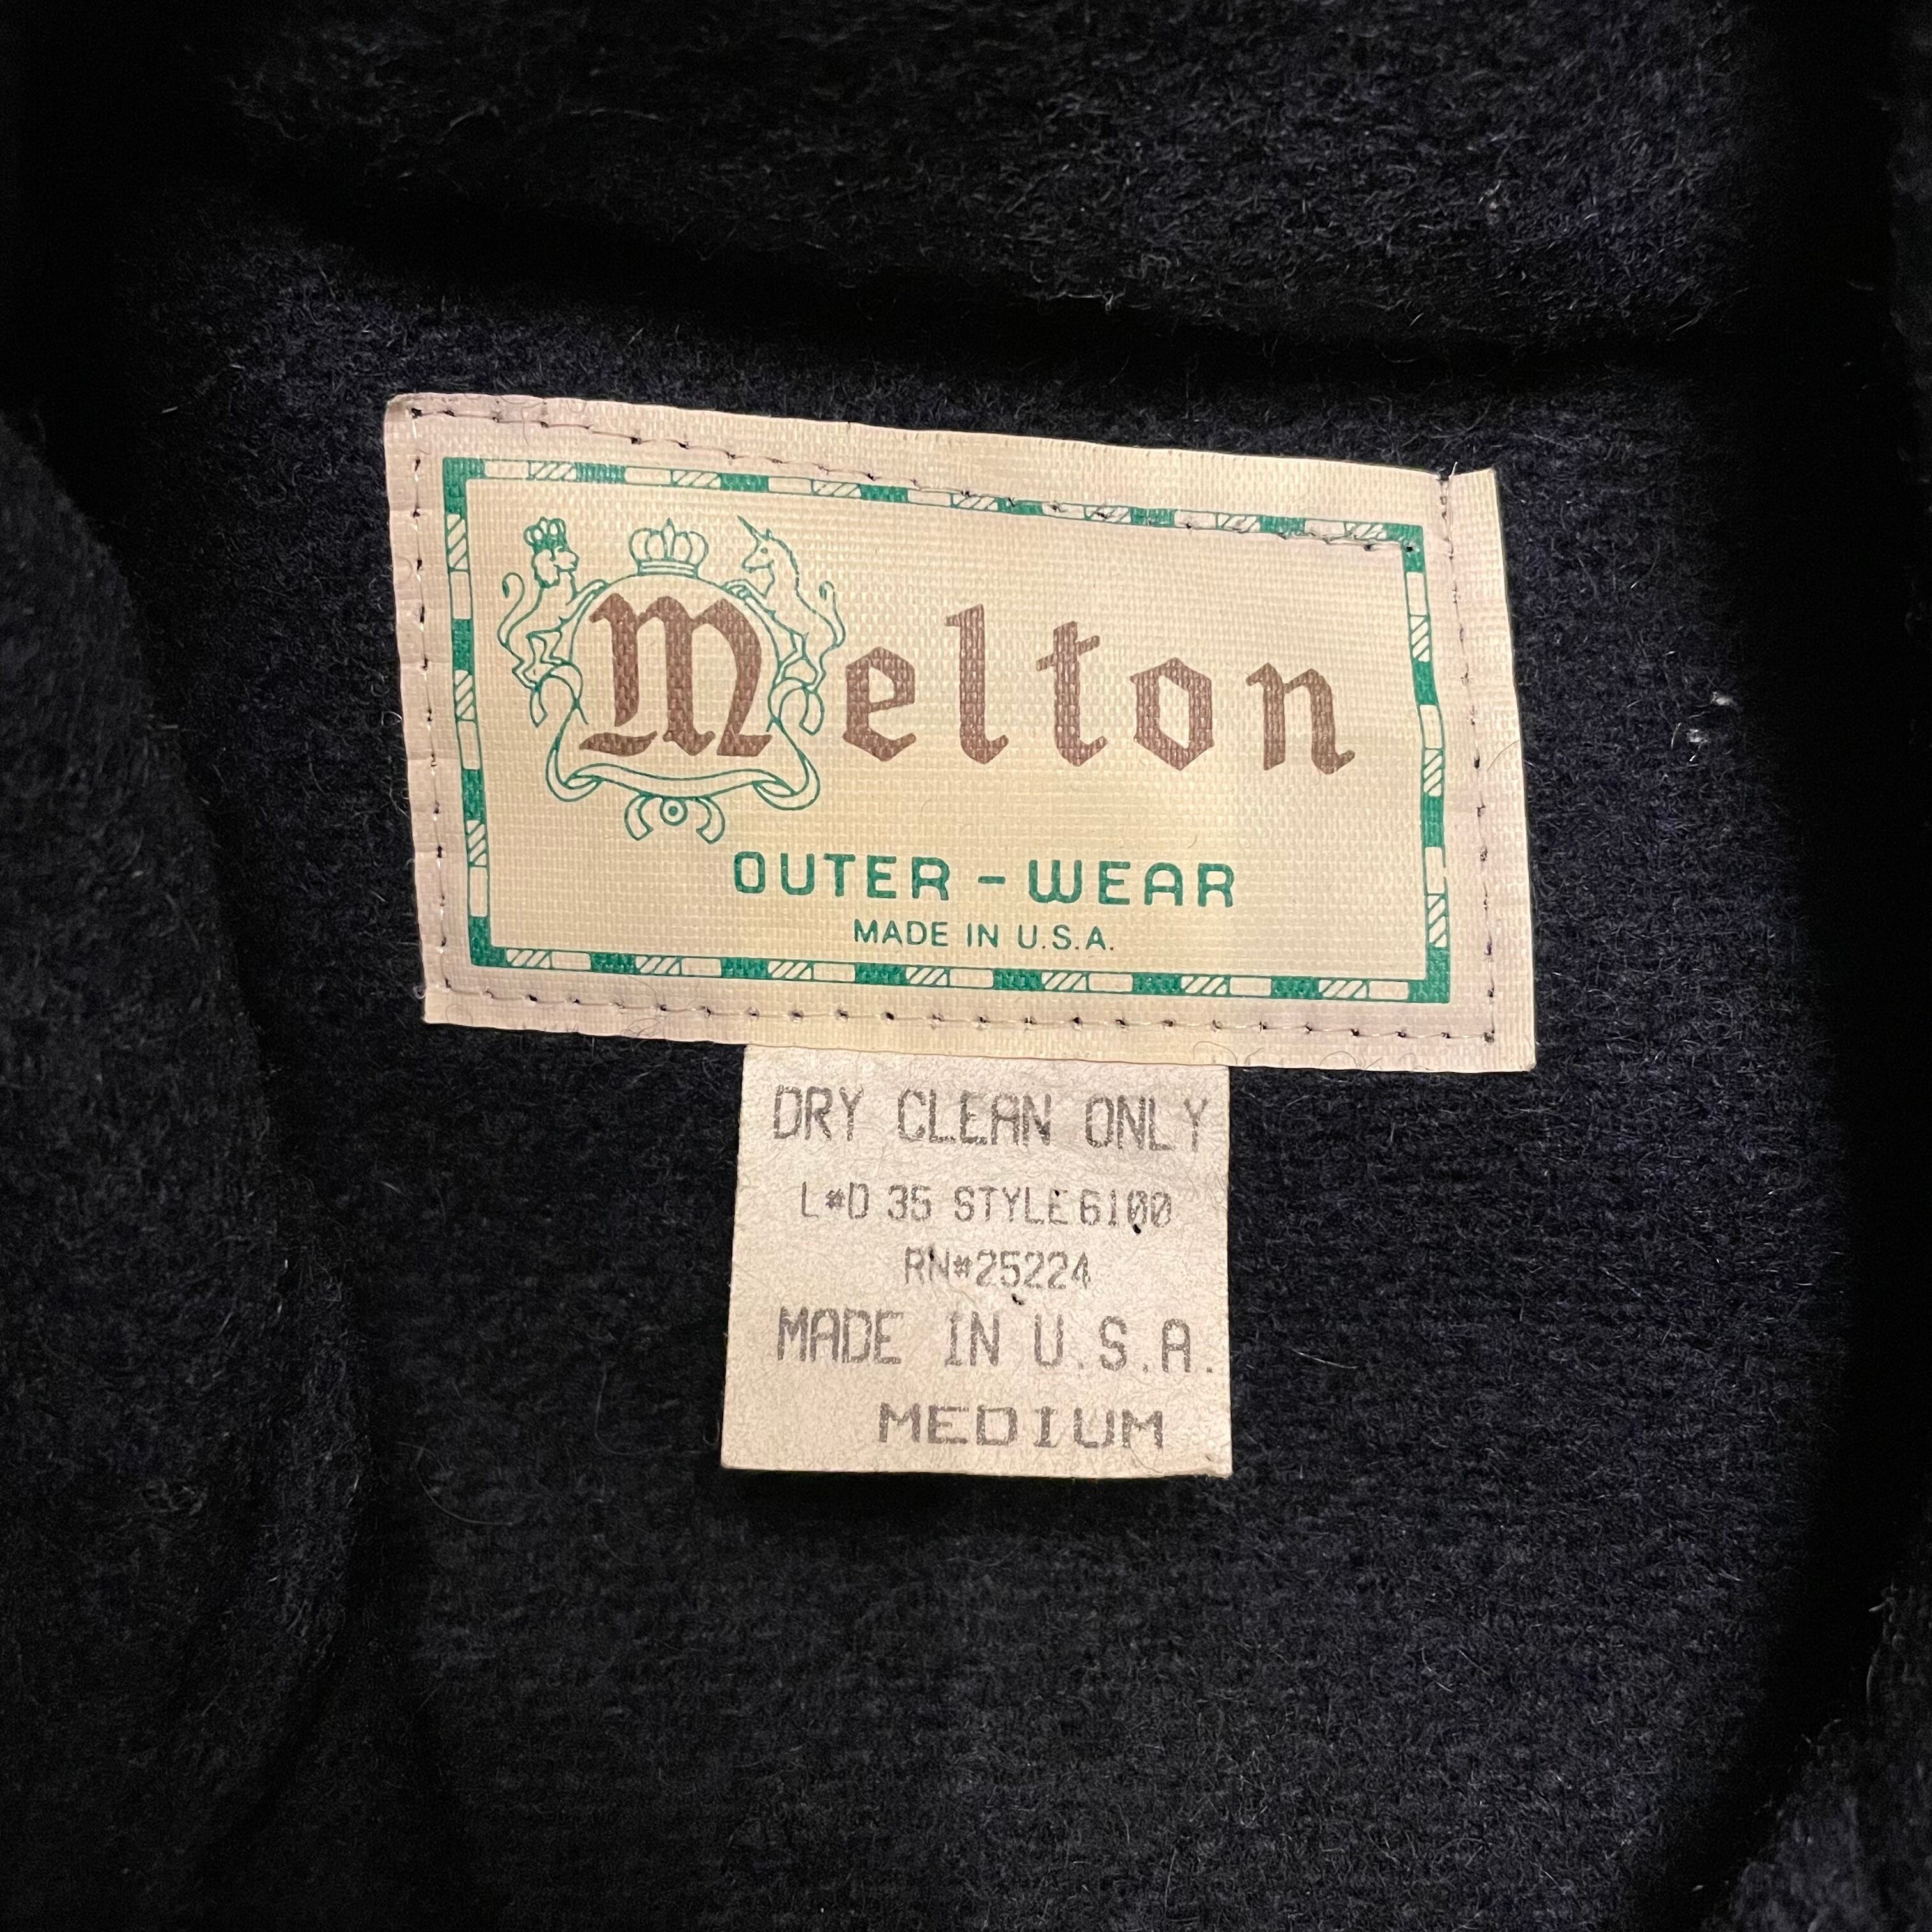 Melton
OUTER-WEAR
MADE IN U.S.A.
DRY CLEAN ONLY
L#D 35 STYLE 6100
RN#25224
MADE IN U.S.A.
MEDIUM